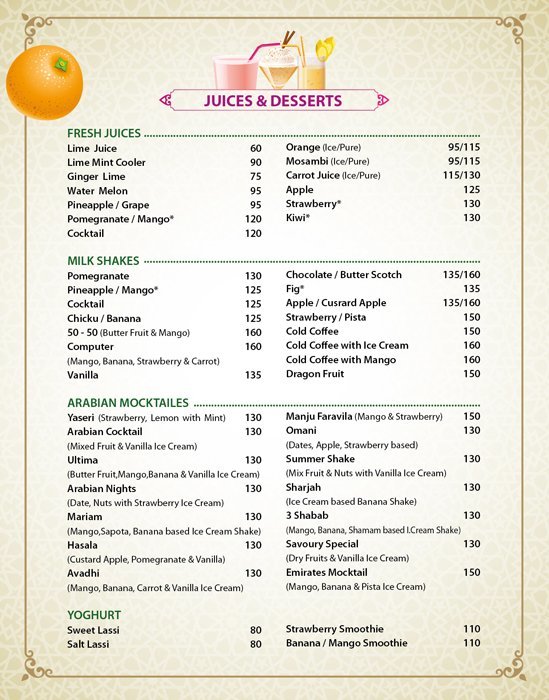 JUICES & DESSERTS
FRESH JUICES
Lime Juice 60
Lime Mint Cooler 90
Ginger Lime 75
Water Melon 95
Pineapple / Grape 95
Pomegranate / Mango* 120
Cocktail 120
Orange (Ice/Pure) 95/115
Mosambi (Ice/Pure) 95/115
Carrot Juice (Ice/Pure) 115/130
Apple 125
Strawberry* 130
Kiwi* 130
MILK SHAKES
Pomegranate 130
Pineapple / Mango* 125
Cocktail 125
Chicku / Banana 125
50 - 50 (Butter Fruit & Mango) 160
Computer 160
(Mango, Banana, Strawberry & Carrot)
Vanilla 135
Chocolate / Butter Scotch 135/160
Fig* 135
Apple / Cusrard Apple 135/160
Strawberry / Pista 150
Cold Coffee 150
Cold Coffee with Ice Cream 160
Cold Coffee with Mango 160
Dragon Fruit 150
ARABIAN MOCKTAILES
Yaseri (Strawberry, Lemon with Mint) 130
Arabian Cocktail 130
(Mixed Fruit & Vanilla Ice Cream)
Ultima 130
(Butter Fruit,Mango,Banana & Vanilla Ice Cream)
Arabian Nights 130
(Date, Nuts with Strawberry Ice Cream)
Mariam 130
(Mango,Sapota, Banana based Ice Cream Shake)
Hasala 130
(Custard Apple, Pomegranate & Vanilla)
Avadhi 130
(Mango, Banana, Carrot & Vanilla Ice Cream)
Manju Faravila (Mango & Strawberry) 150
Omani 130
(Dates, Apple, Strawberry based)
Summer Shake 130
(Mix Fruit & Nuts with Vanilla Ice Cream)
Sharjah 130
(Ice Cream based Banana Shake)
3 Shabab 130
(Mango, Banana, Shamam based I.Cream Shake)
Savoury Special 130
(Dry Fruits & Vanilla Ice Cream)
Emirates Mocktail 150
(Mango, Banana & Pista Ice Cream)
YOGHURT
Sweet Lassi 80
Salt Lassi 80
Strawberry Smoothie 110
Banana / Mango Smoothie 110